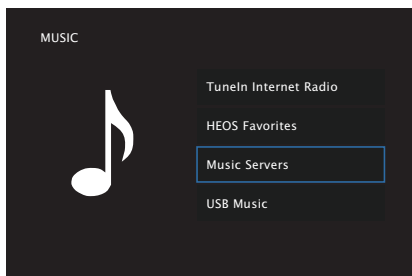 MUSIC
TuneIn Internet Radio
HEOS Favorites
Music Servers
USB Music